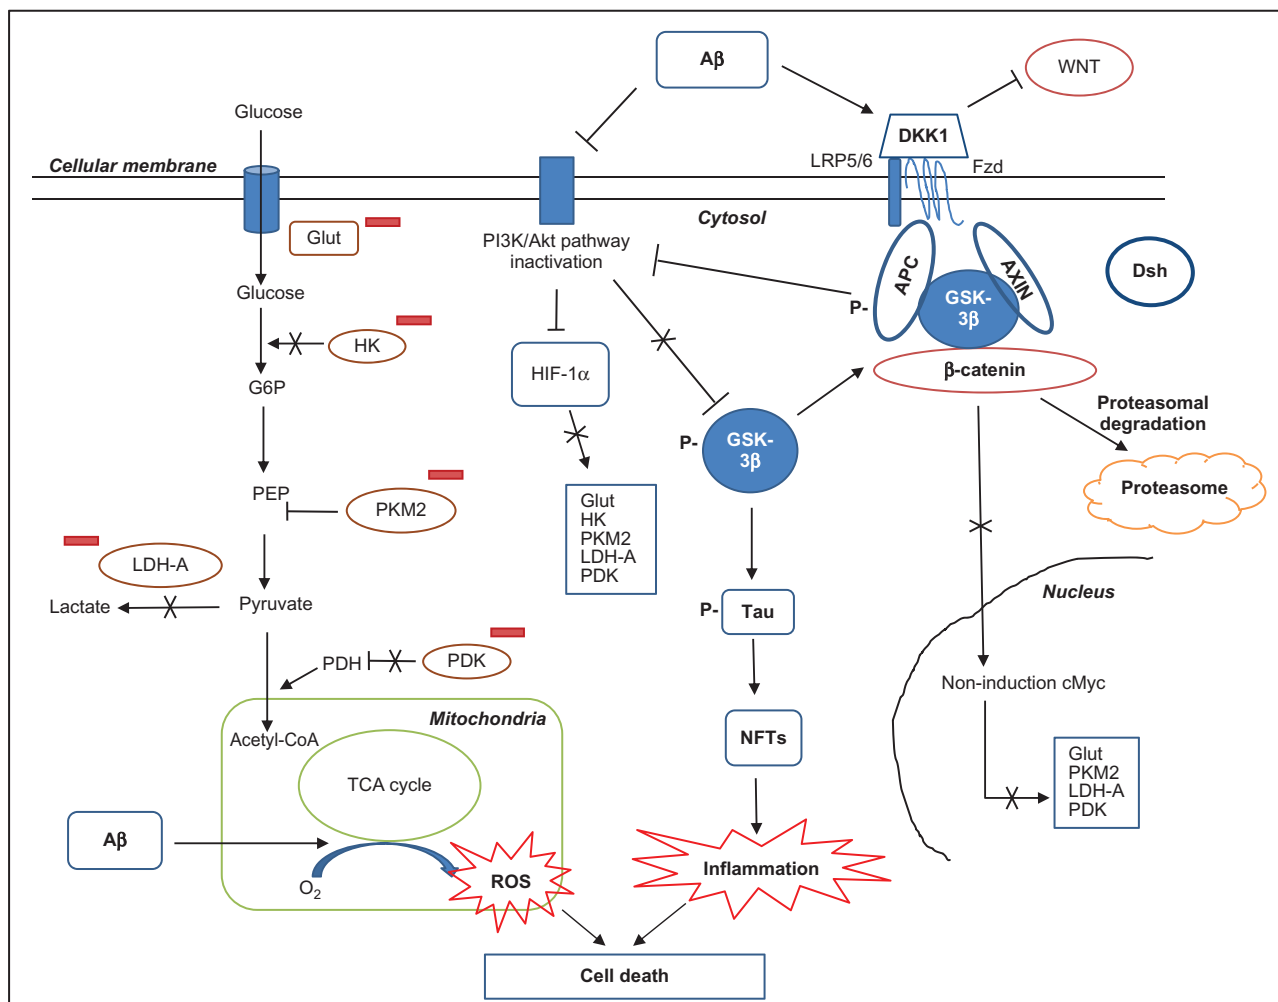 Aβ
WNT
Glucose
DKK1
LRP5/6
Fzd
Cellular membrane
Cytosol
Glut
PI3K/Akt pathway
inactivation
APC
AXIN
Dsh
Glucose
P-
GSK-
3β
HK
HIF-1α
β-catenin
G6P
Proteasomal
degradation
P-
GSK-
3β
PEP
PKM2
Glut
HK
PKM2
LDH-A
PDK
Proteasome
LDH-A
Lactate
Pyruvate
P-
Tau
Nucleus
PDH
PDK
Non-induction cMyc
Mitochondria
Acetyl-CoA
NFTs
TCA cycle
Glut
PKM2
LDH-A
PDK
Aβ
O2
ROS
Inflammation
Cell death